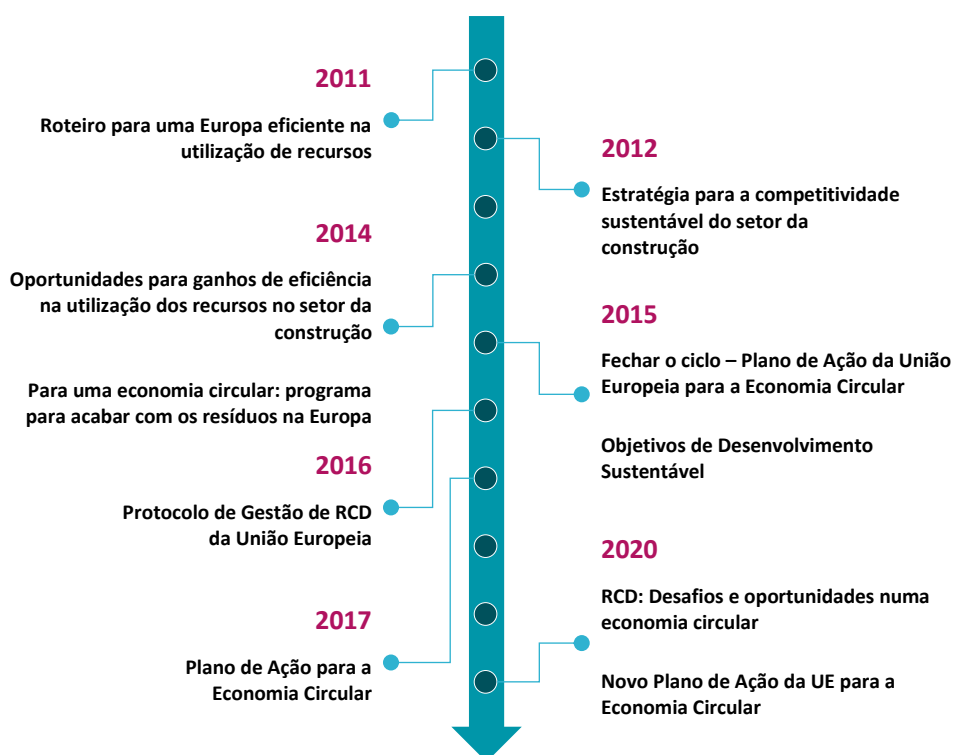 2011
Roteiro para uma Europa eficiente na
utilização de recursos
2012
Estratégia para a competitividade
sustentável do setor da
construção
2014
Oportunidades para ganhos de eficiência
na utilização dos recursos no setor da
construção
Para uma economia circular: programa
para acabar com os resíduos na Europa
2015
Fechar o ciclo – Plano de Ação da União
Europeia para a Economia Circular
Objetivos de Desenvolvimento
Sustentável
2016
Protocolo de Gestão de RCD
da União Europeia
2017
Plano de Ação para a
Economia Circular
2020
RCD: Desafios e oportunidades numa
economia circular
Novo Plano de Ação da UE para a
Economia Circular